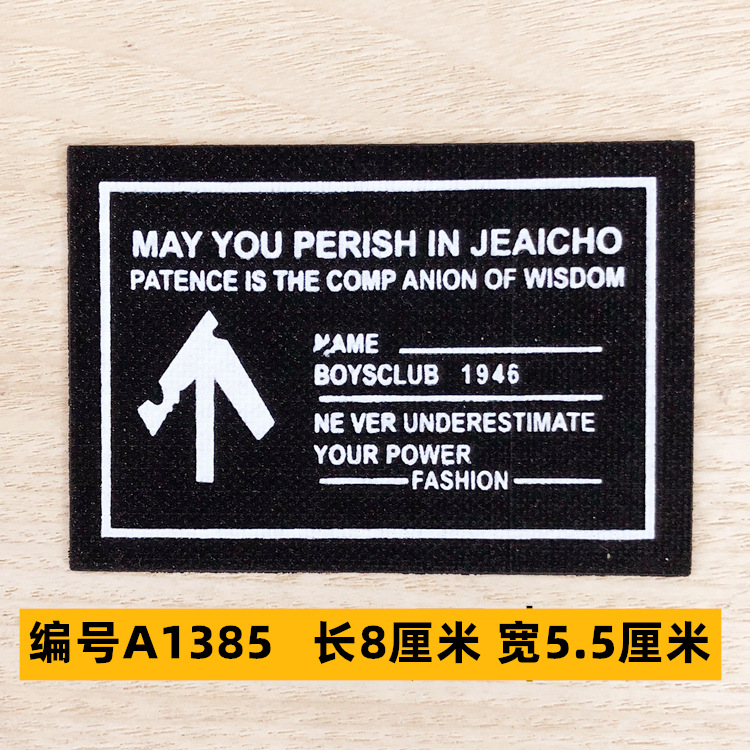 MAY YOU PERISH IN JEAICHO
PATENCE IS THE COMP ANION OF WISDOM
NAME
BOYSCLUB 1946
NE VER UNDERESTIMATE
YOUR POWER
FASHION
编号A1385 长8厘米 宽5.5厘米